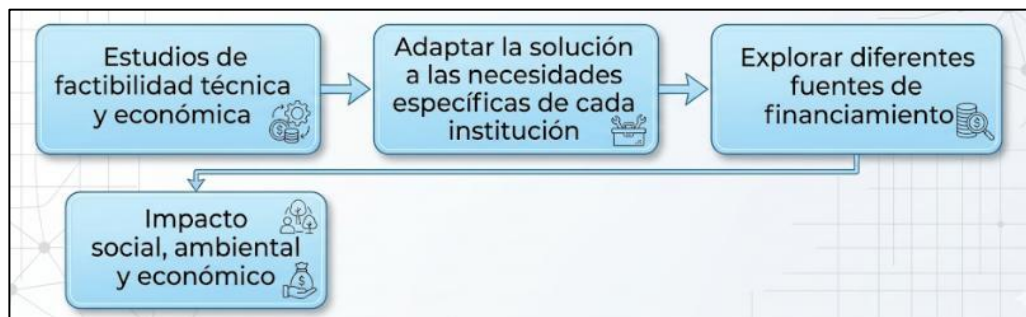 Estudios de
factibilidad técnica
y económica
Adaptar la solución
a las necesidades
específicas de cada
institución
Explorar diferentes
fuentes de
financiamiento
Impacto
social, ambiental
y económico